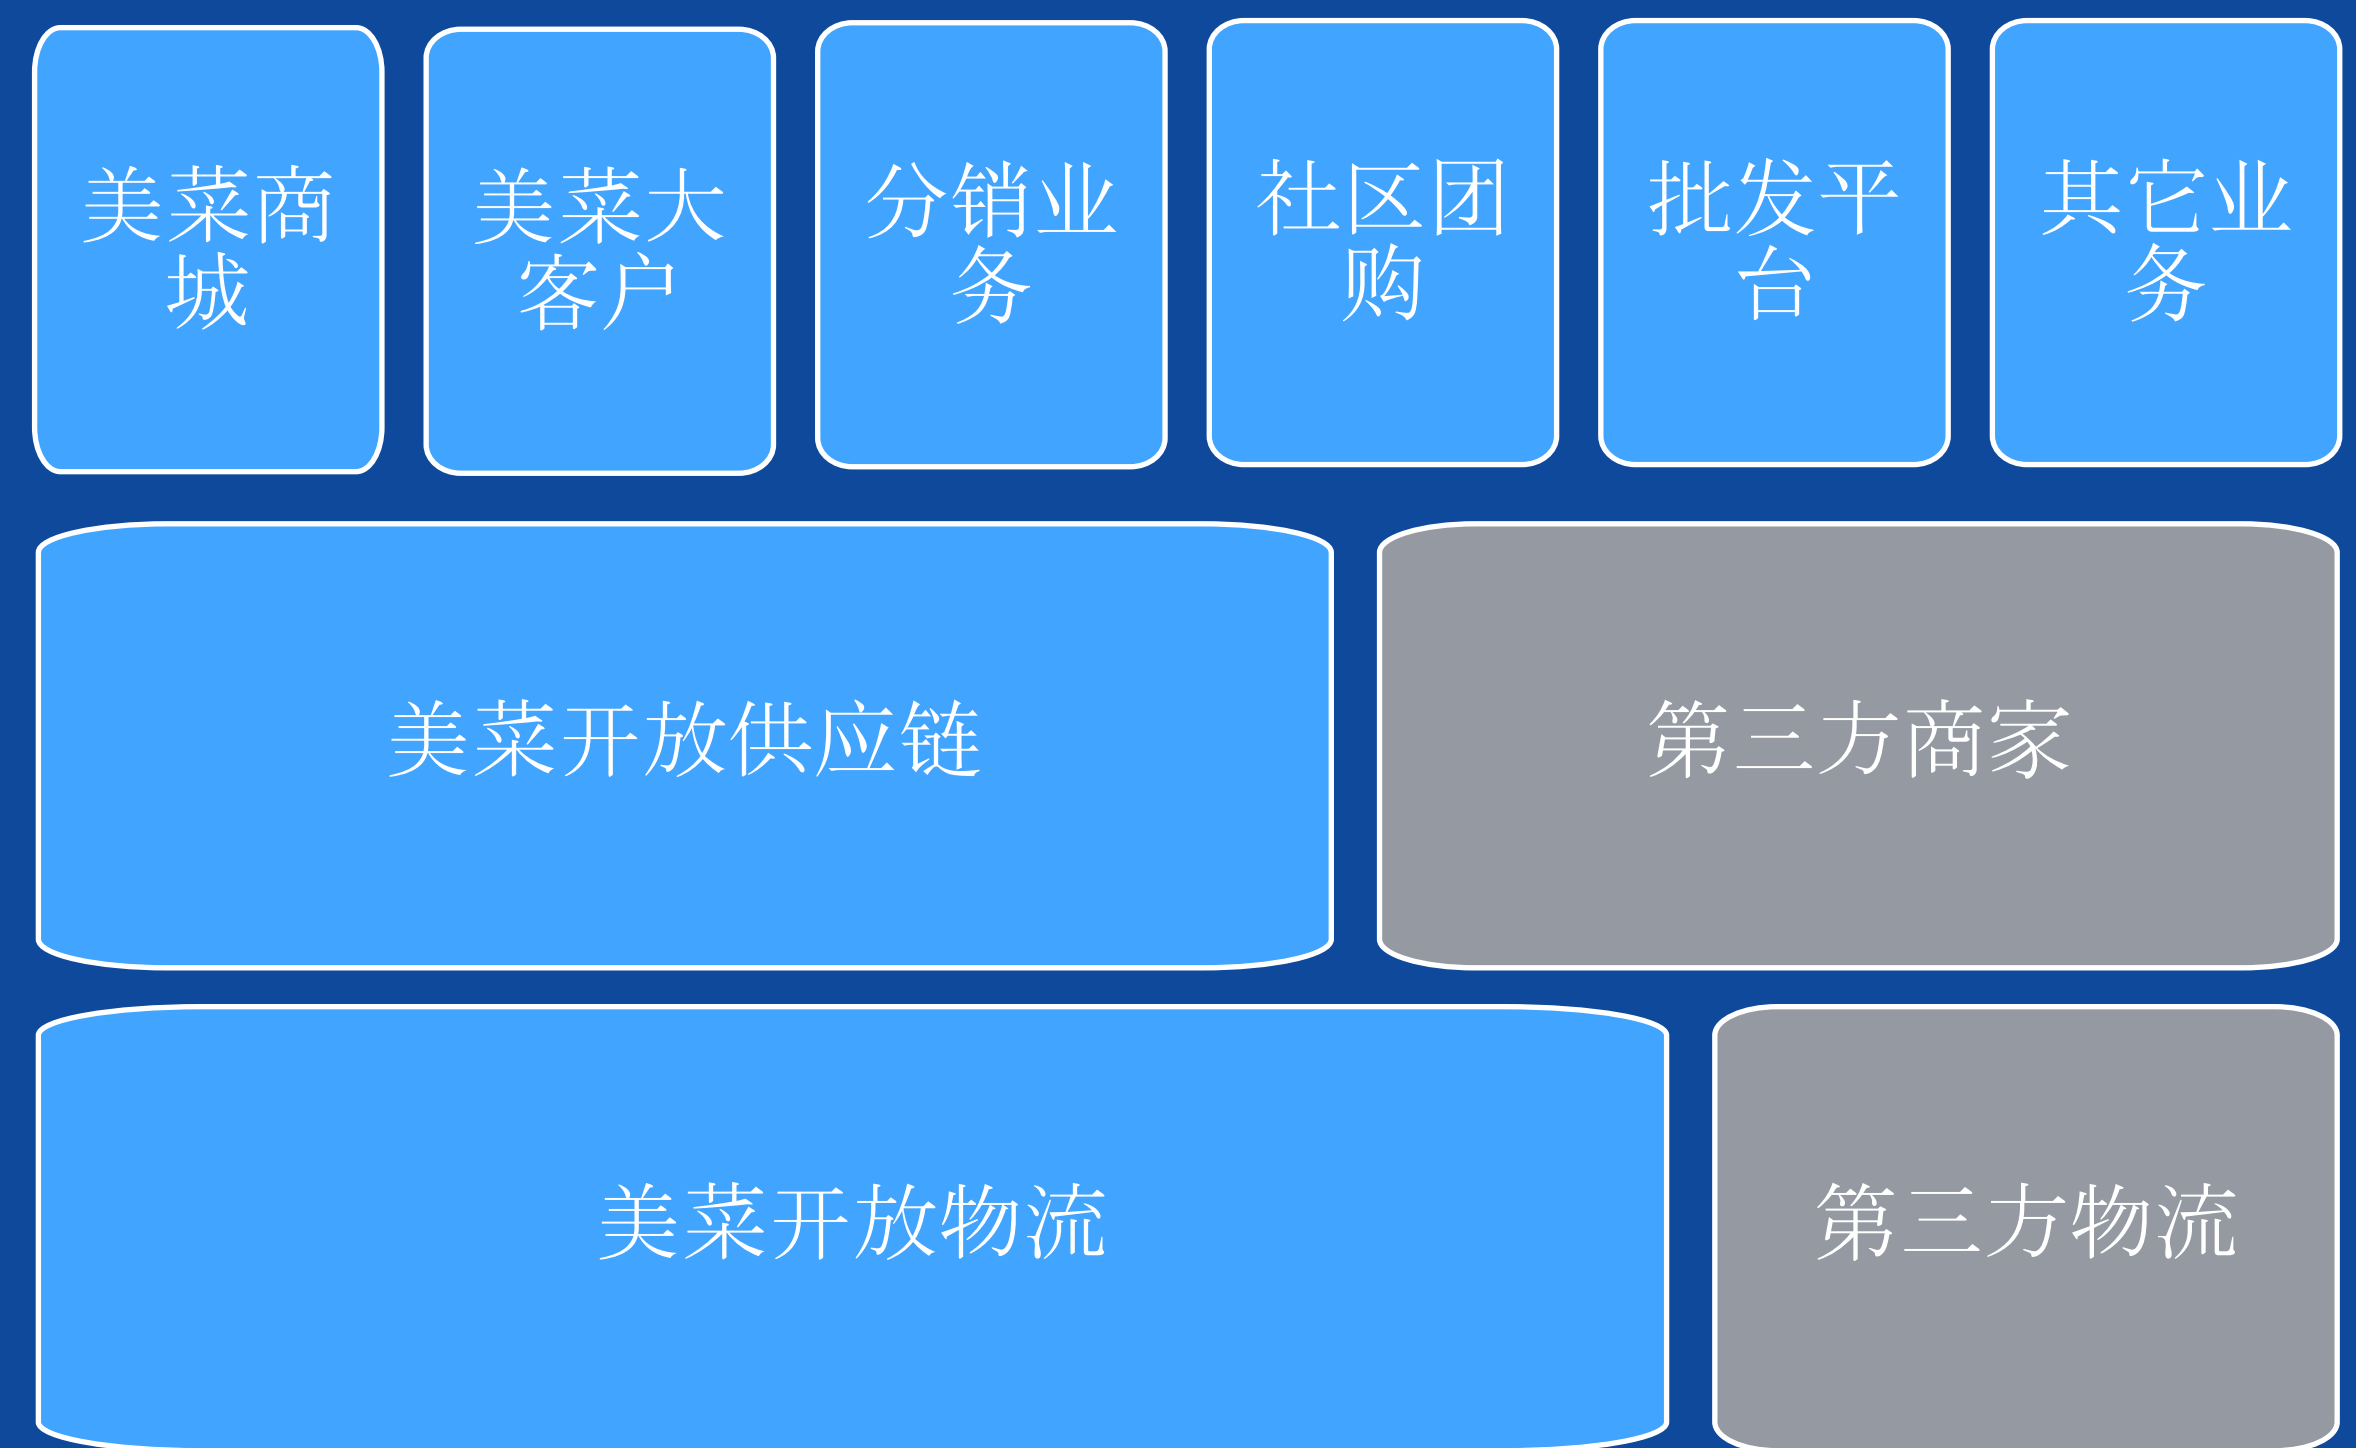 美菜商
城
美菜大
客户
分销业
务
社区团
购
批发平
台
其它业
务
美菜开放供应链
第三方商家
美菜开放物流
第三方物流